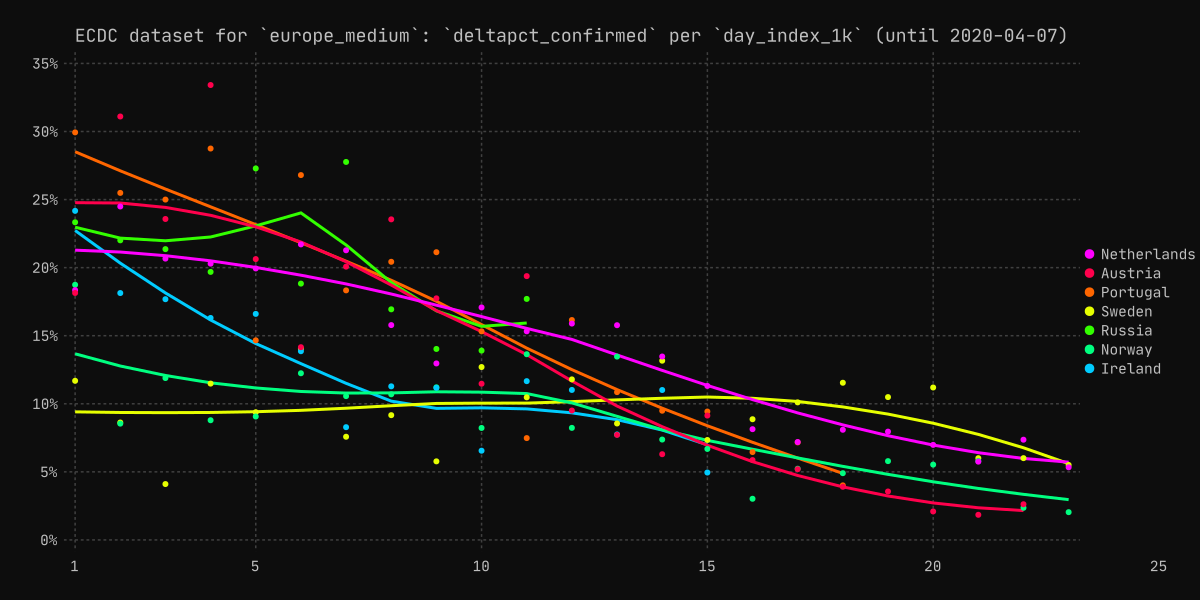 ECDC dataset for `europe_medium`: `deltapct_confirmed` per `day_index_1k` (until 2020-04-07)
35%
30%
25%
20%
15%
10%
5%
0%
1 5 10 15 20 25
Netherlands
Austria
Portugal
Sweden
Russia
Norway
Ireland